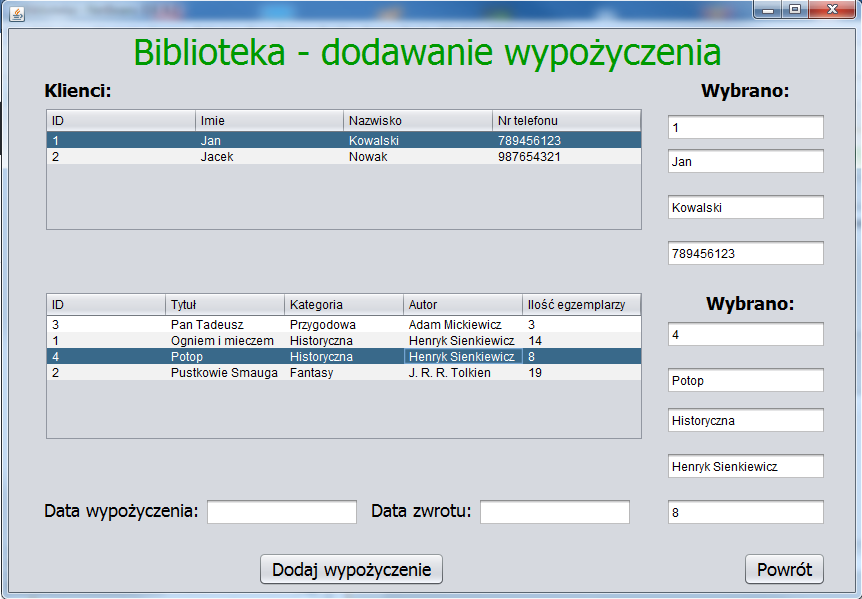 Biblioteka - dodawanie wypożyczenia
Klienci:
ID Imie Nazwisko Nr telefonu
1 Jan Kowalski 789456123
2 Jacek Nowak 987654321
Wybrano:
1
Jan
Kowalski
789456123
ID Tytuł Kategoria Autor Ilość egzemplarzy
3 Pan Tadeusz Przygodowa Adam Mickiewicz 3
1 Ogniem i mieczem Historyczna Henryk Sienkiewicz 14
4 Potop Historyczna Henryk Sienkiewicz 8
2 Pustkowie Smauga Fantasy J. R. R. Tolkien 19
Wybrano:
4
Potop
Historyczna
Henryk Sienkiewicz
8
Data wypożyczenia: Data zwrotu:
Dodaj wypożyczenie Powrót